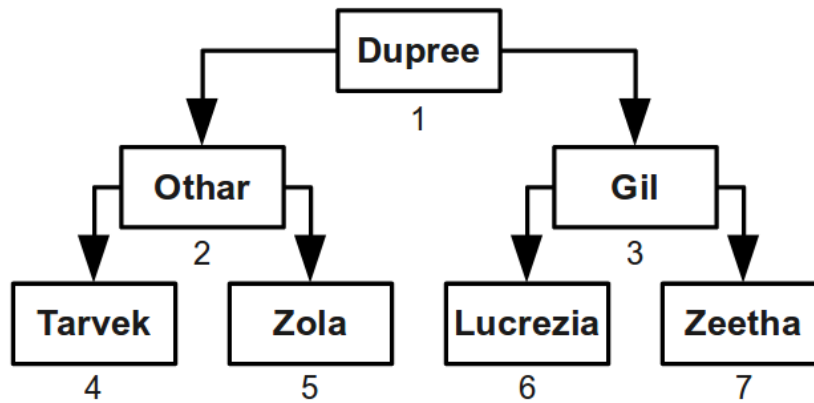 Dupree
1
Othar
Gil
2
3
Tarvek
Zola
Lucrezia
Zeetha
4
5
6
7